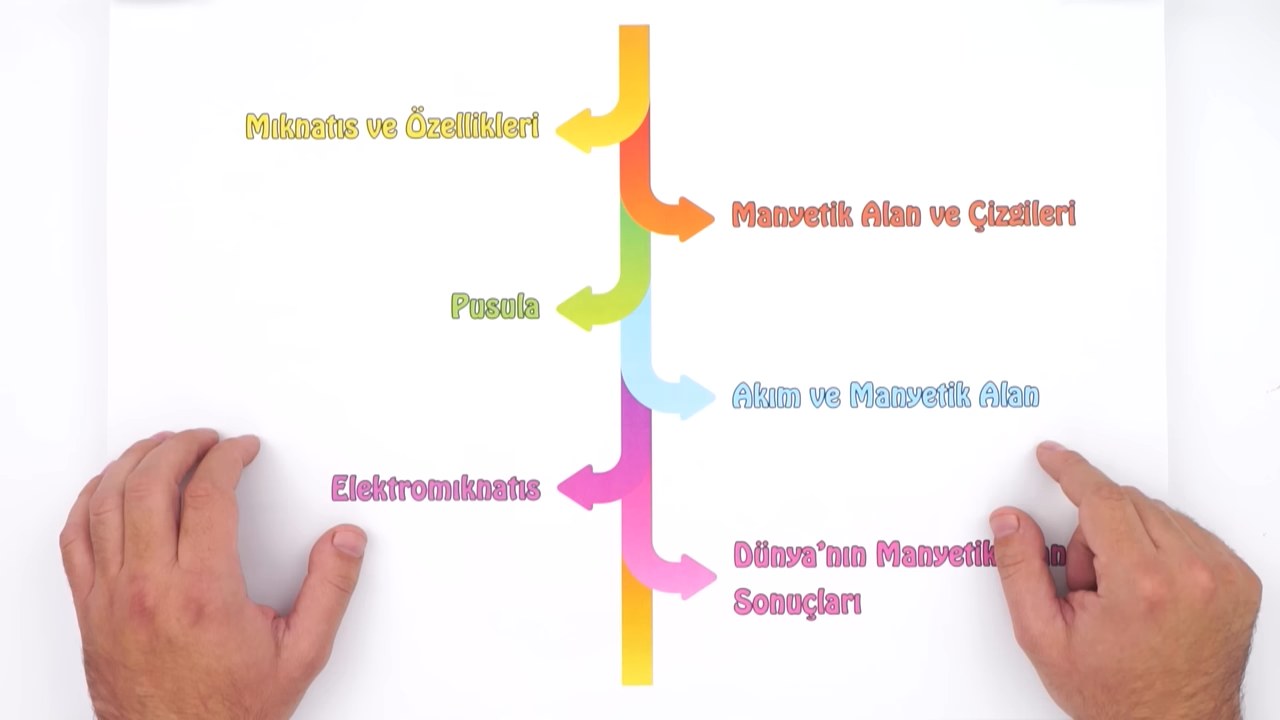 Mıknatıs ve Özellikleri
Manyetik Alan ve Çizgileri
Pusula
Akım ve Manyetik Alan
Elektromıknatıs
Dünya'nın Manyetik
Sonuçları